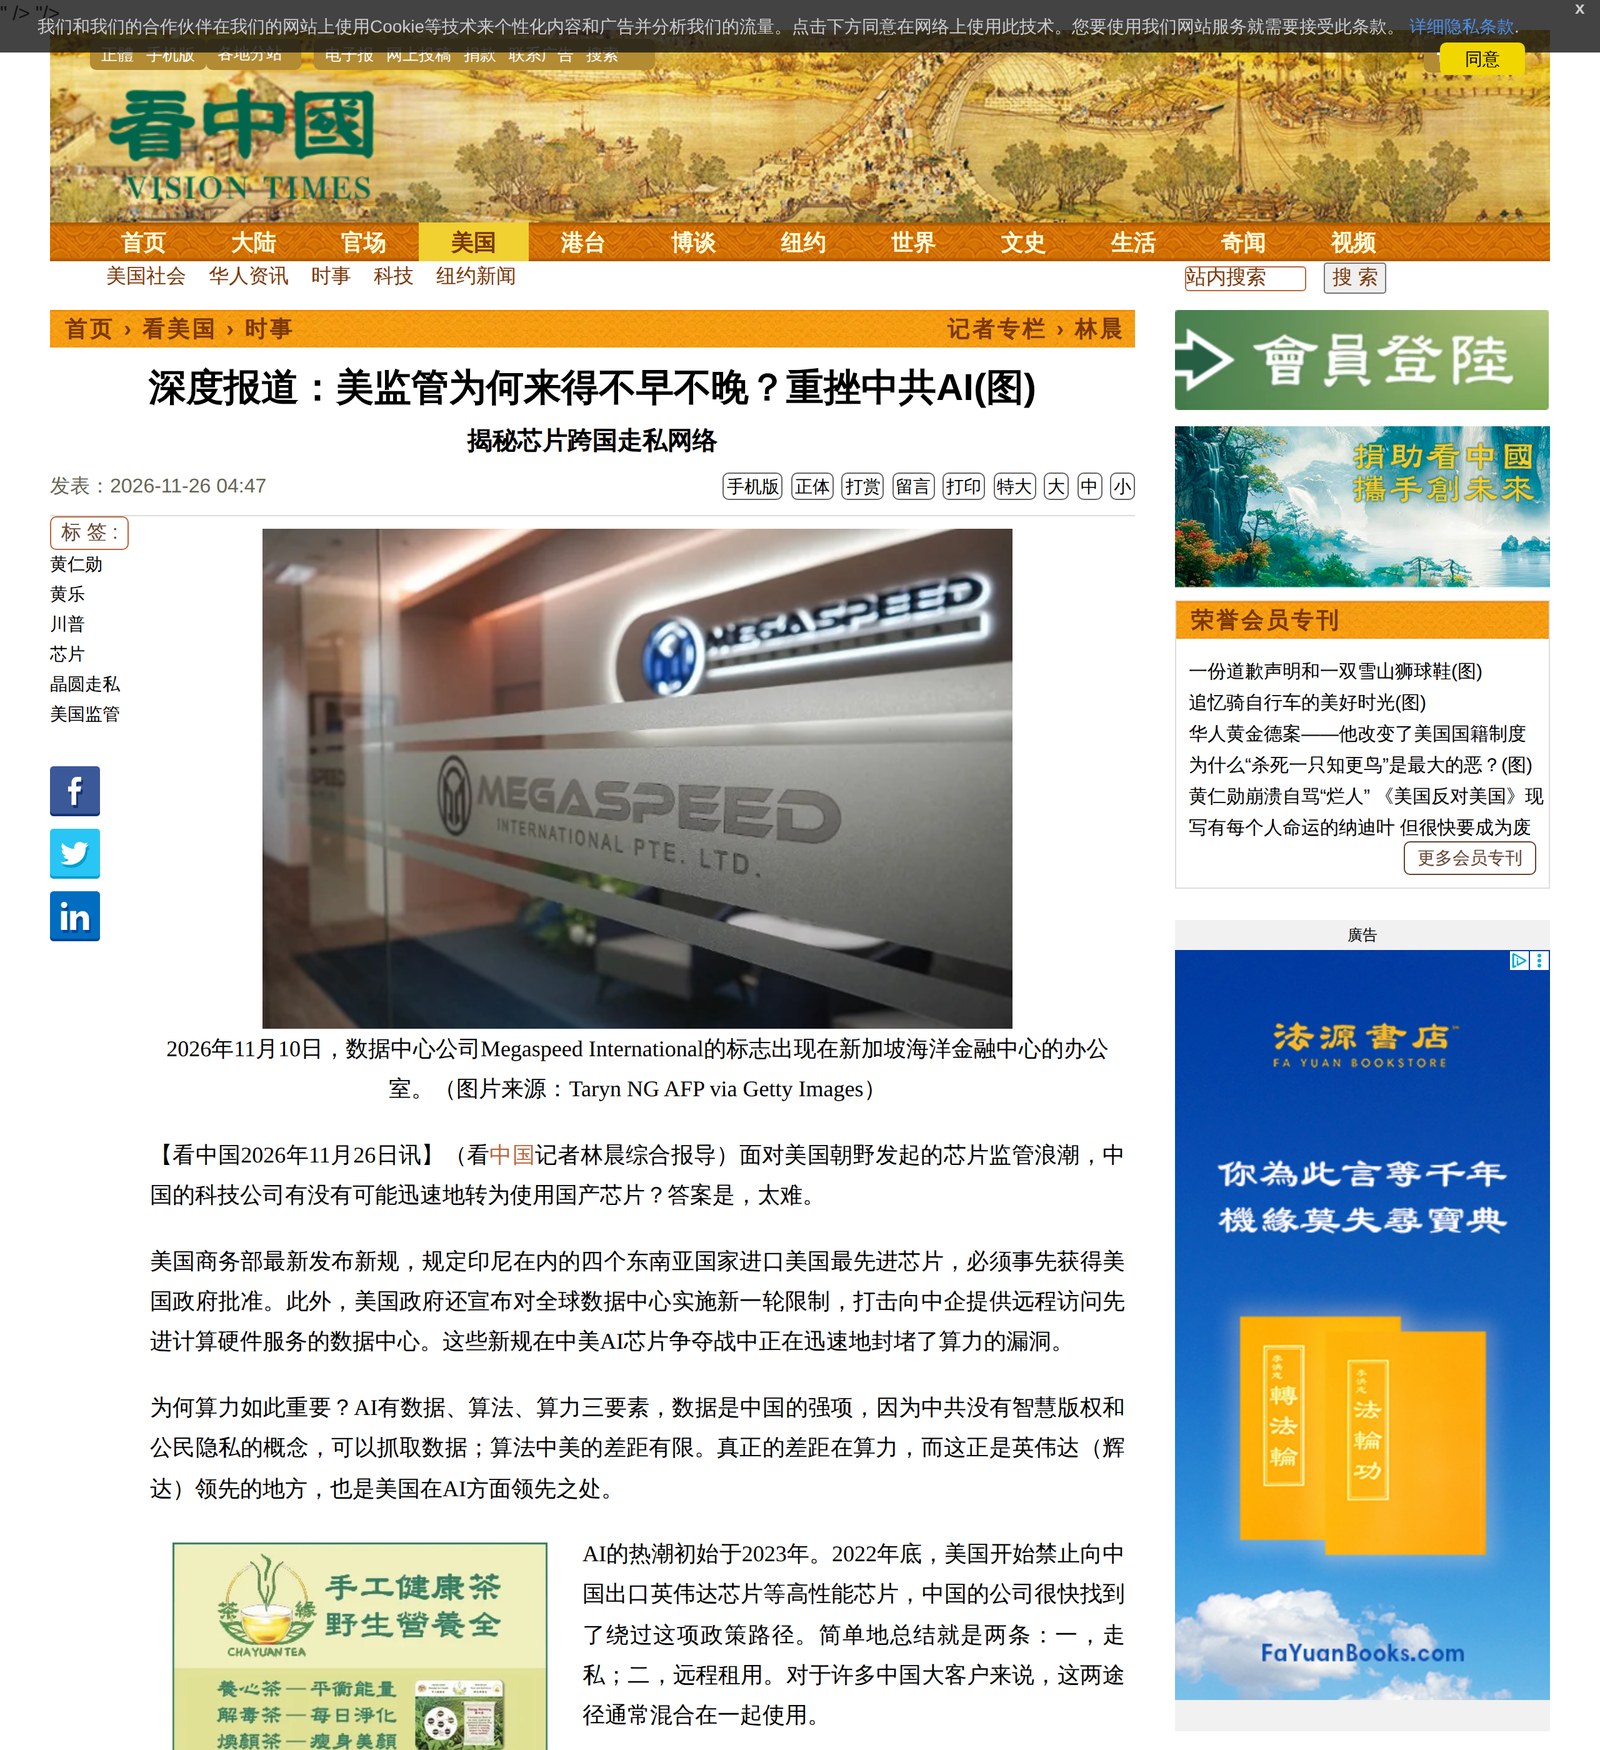 " /> "/>
我们和我们的合作伙伴在我们的网站上使用Cookie等技术来个性化内容和广告并分析我们的流量。点击下方同意在网络上使用此技术。您要使用我们网站服务就需要接受此条款。 详细隐私条款.
x
同意
正體 手机版 各地分站 电子报 网上投稿 捐款 联系广告 搜索
看中國
VISION TIMES
首页 大陆 官场 美国 港台 博谈 纽约 世界 文史 生活 奇闻 视频
美国社会 华人资讯 时事 科技 纽约新闻
站内搜索 搜 索
首页 › 看美国 › 时事
记者专栏 › 林晨
深度报道：美监管为何来得不早不晚？重挫中共AI(图)
揭秘芯片跨国走私网络
发表：2026-11-26 04:47
手机版 正体 打赏 留言 打印 特大 大 中 小
标 签：
黄仁勋
黄乐
川普
芯片
晶圆走私
美国监管
MEGASPEED
MEGASPEED
INTERNATIONAL PTE. LTD.
2026年11月10日，数据中心公司Megaspeed International的标志出现在新加坡海洋金融中心的办公
室。（图片来源：Taryn NG AFP via Getty Images）
【看中国2026年11月26日讯】（看中国记者林晨综合报导）面对美国朝野发起的芯片监管浪潮，中
国的科技公司有没有可能迅速地转为使用国产芯片？答案是，太难。
美国商务部最新发布新规，规定印尼在内的四个东南亚国家进口美国最先进芯片，必须事先获得美
国政府批准。此外，美国政府还宣布对全球数据中心实施新一轮限制，打击向中企提供远程访问先
进计算硬件服务的数据中心。这些新规在中美AI芯片争夺战中正在迅速地封堵了算力的漏洞。
为何算力如此重要？AI有数据、算法、算力三要素，数据是中国的强项，因为中共没有智慧版权和
公民隐私的概念，可以抓取数据；算法中美的差距有限。真正的差距在算力，而这正是英伟达（辉
达）领先的地方，也是美国在AI方面领先之处。
AI的热潮初始于2023年。2022年底，美国开始禁止向中
国出口英伟达芯片等高性能芯片，中国的公司很快找到
了绕过这项政策路径。简单地总结就是两条：一，走
私；二，远程租用。对于许多中国大客户来说，这两途
径通常混合在一起使用。
茶 緣
CHA YUAN TEA
手工健康茶
野生營養全
養心茶 — 平衡能量
解毒茶 — 每日淨化
煥顏茶 — 瘦身美顏
會員登陸
捐助看中國
攜手創未來
荣誉会员专刊
一份道歉声明和一双雪山狮球鞋(图)
追忆骑自行车的美好时光(图)
华人黄金德案——他改变了美国国籍制度
为什么“杀死一只知更鸟”是最大的恶？(图)
黄仁勋崩溃自骂“烂人” 《美国反对美国》现
写有每个人命运的纳迪叶 但很快要成为废
更多会员专刊
廣告
法源書店
FA YUAN BOOKSTORE
你為此言尊千年
機緣莫失尋寶典
李洪志
轉法輪
李洪志
法輪功
FaYuanBooks.com